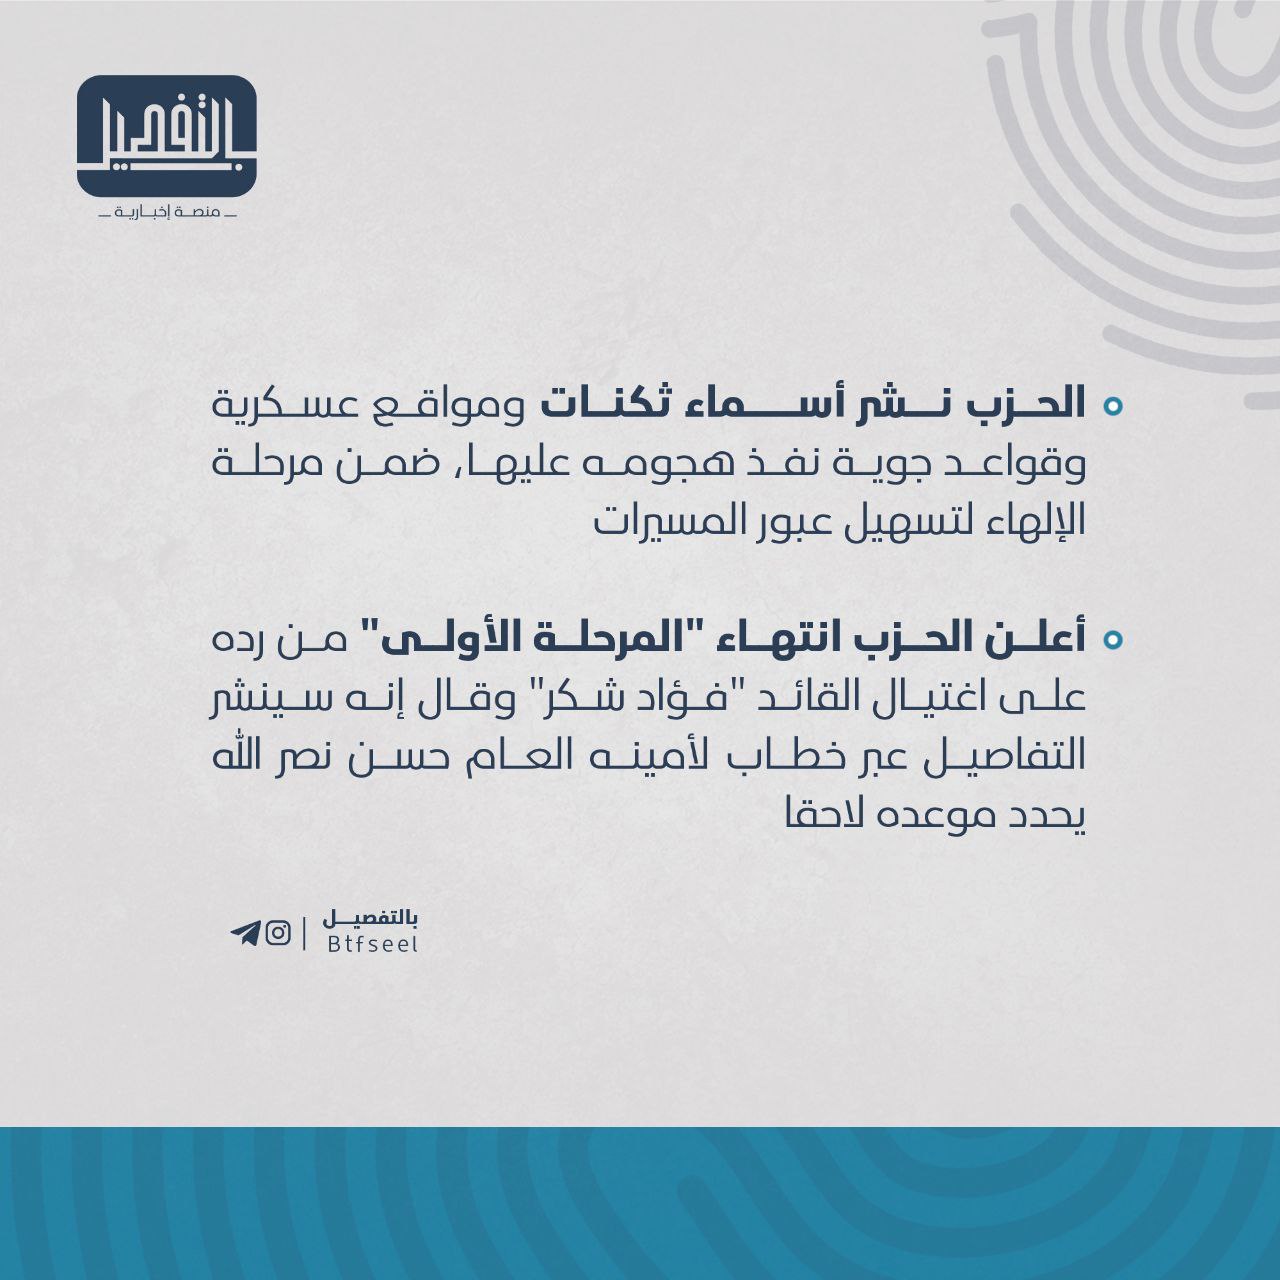 بالتفصيل
منصة إخبارية
الحزب نشر أسماء ثكنات ومواقع عسكرية
وقواعد جوية نفذ هجومه عليها، ضمن مرحلة
الإلهاء لتسهيل عبور المسيرات
أعلن الحزب انتهاء "المرحلة الأولى" من رده
على اغتيال القائد "فؤاد شكر" وقال إنه سينشر
التفاصيل عبر خطاب لأمينه العام حسن نصر الله
يحدد موعده لاحقا
بالتفصيل
Btfseel